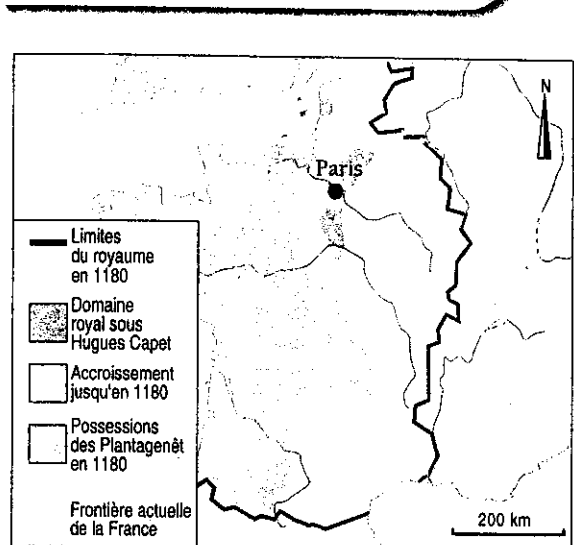 N
Paris
Limites
du royaume
en 1180
Domaine
royal sous
Hugues Capet
Accroissement
jusqu'en 1180
Possessions
des Plantagenêt
en 1180
Frontière actuelle
de la France
200 km